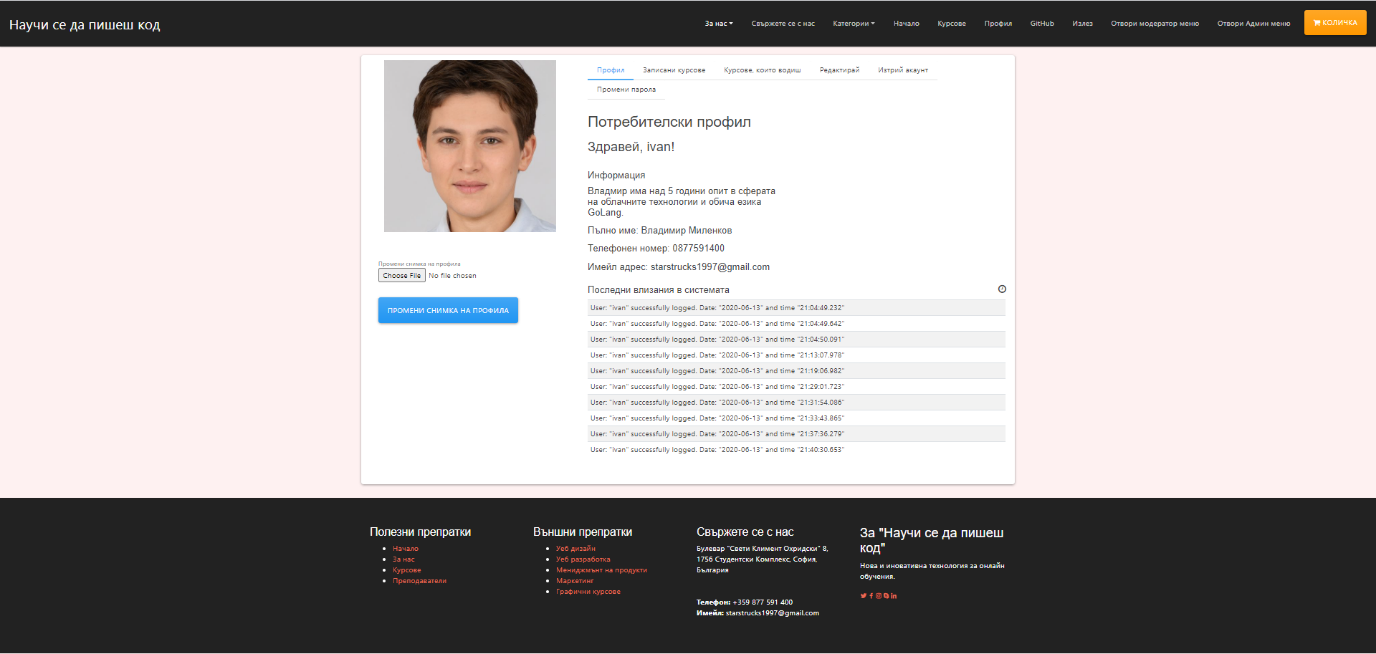 Научи се да пишеш код
За нас
Свържете се с нас
Категории
Начало
Курсове
Профил
GitHub
Излез
Отвори модератор меню
Отвори Админ меню
КОЛИЧКА
Профил
Записани курсове
Курсове, които водиш
Редактирай
Изтрий акаунт
Промени парола
Потребителски профил
Здравей, ivan!
Информация
Владмир има над 5 години опит в сферата
на облачните технологии и обича езика
GoLang.
Пълно име: Владимир Миленков
Телефонен номер: 0877591400
Имейл адрес: starstrucks1997@gmail.com
Промени снимка на профила
Choose File No file chosen
ПРОМЕНИ СНИМКА НА ПРОФИЛА
Последни влизания в системата
User: "ivan" successfully logged. Date: "2020-06-13" and time "21:04:49.232"
User: "ivan" successfully logged. Date: "2020-06-13" and time "21:04:49.642"
User: "ivan" successfully logged. Date: "2020-06-13" and time "21:04:50.091"
User: "ivan" successfully logged. Date: "2020-06-13" and time "21:13:07.978"
User: "ivan" successfully logged. Date: "2020-06-13" and time "21:19:06.982"
User: "ivan" successfully logged. Date: "2020-06-13" and time "21:29:01.723"
User: "ivan" successfully logged. Date: "2020-06-13" and time "21:31:54.086"
User: "ivan" successfully logged. Date: "2020-06-13" and time "21:33:43.865"
User: "ivan" successfully logged. Date: "2020-06-13" and time "21:37:36.279"
User: "ivan" successfully logged. Date: "2020-06-13" and time "21:40:30.653"
Полезни препратки
Начало
За нас
Курсове
Преподаватели
Външни препратки
Уеб дизайн
Уеб разработка
Мениджмънт на продукти
Маркетинг
Графични курсове
Свържете се с нас
Булевар "Свети Климент Охридски" 8,
1756 Студентски Комплекс, София,
България
Телефон: +359 877 591 400
Имейл: starstrucks1997@gmail.com
За "Научи се да пишеш
код"
Нова и иновативна технология за онлайн
обучения.